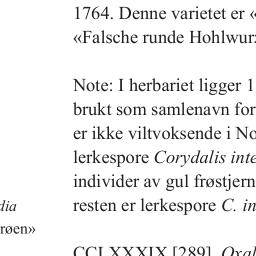 1764. Denne varietet er «
«Falsche runde Hohlwurz
Note: I herbariet ligger 1
brukt som samlenavn for
er ikke viltvoksende i No
lerkespore Corydalis inte
individer av gul frøstjern
dia
resten er lerkespore C. in
røen»
CCLXXXIX [289]. Oxal